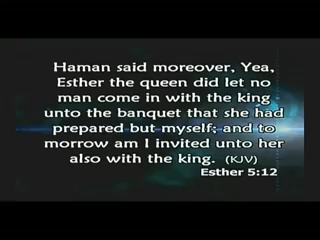 Haman said moreover, Yea,
Esther the queen did let no
man come in with the king
unto the banquet that she had
prepared but myself; and to
morrow am I invited unto her
also with the king. (KJV)
Esther 5:12